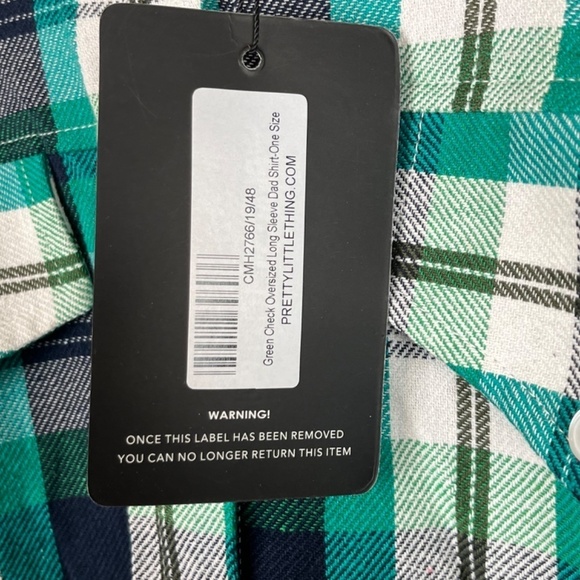 CMH2766/19/48
Green Check Oversized Long Sleeve Dad Shirt-One Size
PRETTYLITTLETHING.COM
WARNING!
ONCE THIS LABEL HAS BEEN REMOVED
YOU CAN NO LONGER RETURN THIS ITEM